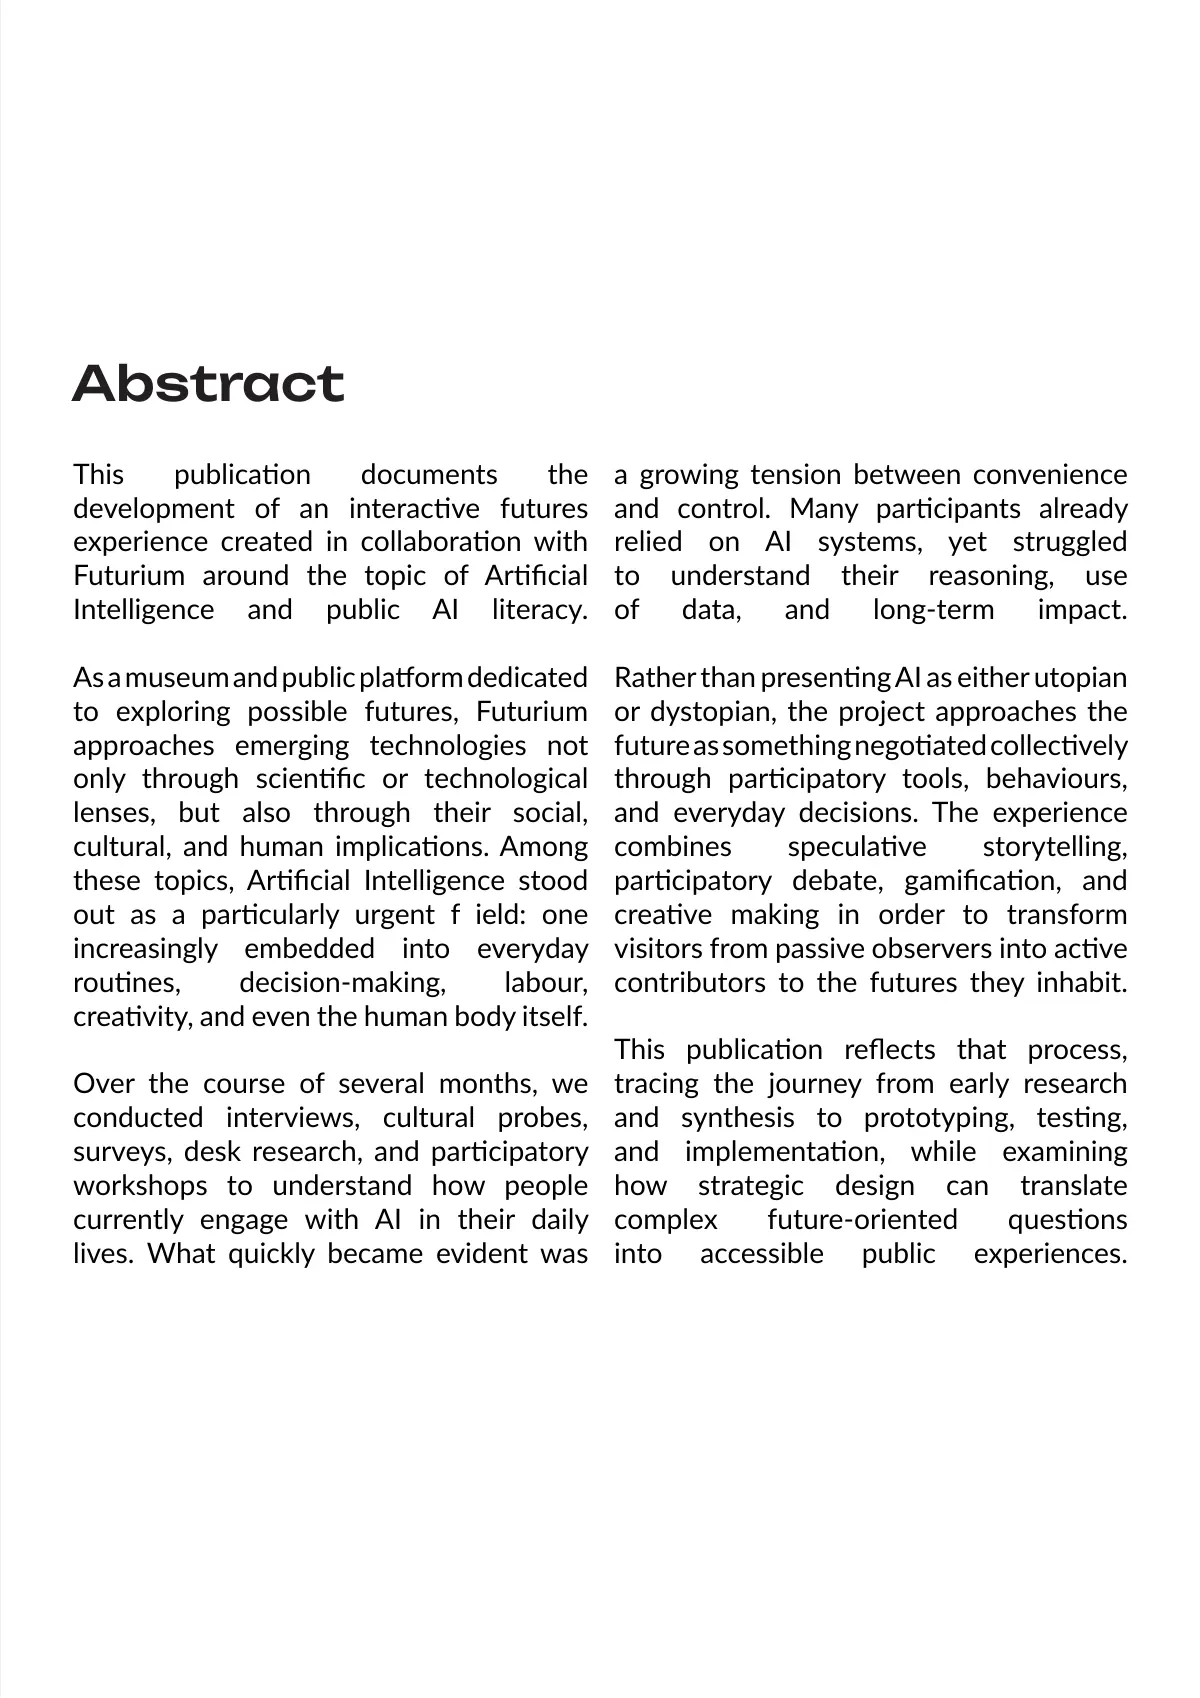 Abstract
This publication documents the
development of an interactive futures
experience created in collaboration with
Futurium around the topic of Artificial
Intelligence and public AI literacy.
As a museum and public platform dedicated
to exploring possible futures, Futurium
approaches emerging technologies not
only through scientific or technological
lenses, but also through their social,
cultural, and human implications. Among
these topics, Artificial Intelligence stood
out as a particularly urgent f ield: one
increasingly embedded into everyday
routines, decision-making, labour,
creativity, and even the human body itself.
Over the course of several months, we
conducted interviews, cultural probes,
surveys, desk research, and participatory
workshops to understand how people
currently engage with AI in their daily
lives. What quickly became evident was
a growing tension between convenience
and control. Many participants already
relied on AI systems, yet struggled
to understand their reasoning, use
of data, and long-term impact.
Rather than presenting AI as either utopian
or dystopian, the project approaches the
future as something negotiated collectively
through participatory tools, behaviours,
and everyday decisions. The experience
combines speculative storytelling,
participatory debate, gamification, and
creative making in order to transform
visitors from passive observers into active
contributors to the futures they inhabit.
This publication reflects that process,
tracing the journey from early research
and synthesis to prototyping, testing,
and implementation, while examining
how strategic design can translate
complex future-oriented questions
into accessible public experiences.